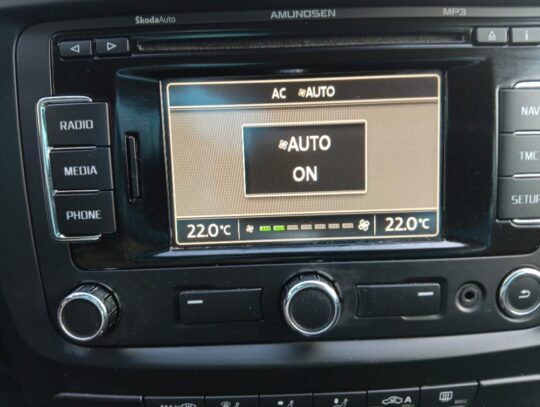 ŠkodaAuto AMUNDSEN MP3
i
RADIO
MEDIA
PHONE
AC AUTO
AUTO
ON
22.0°C 22.0°C
NAV
TMC
SETUP
A